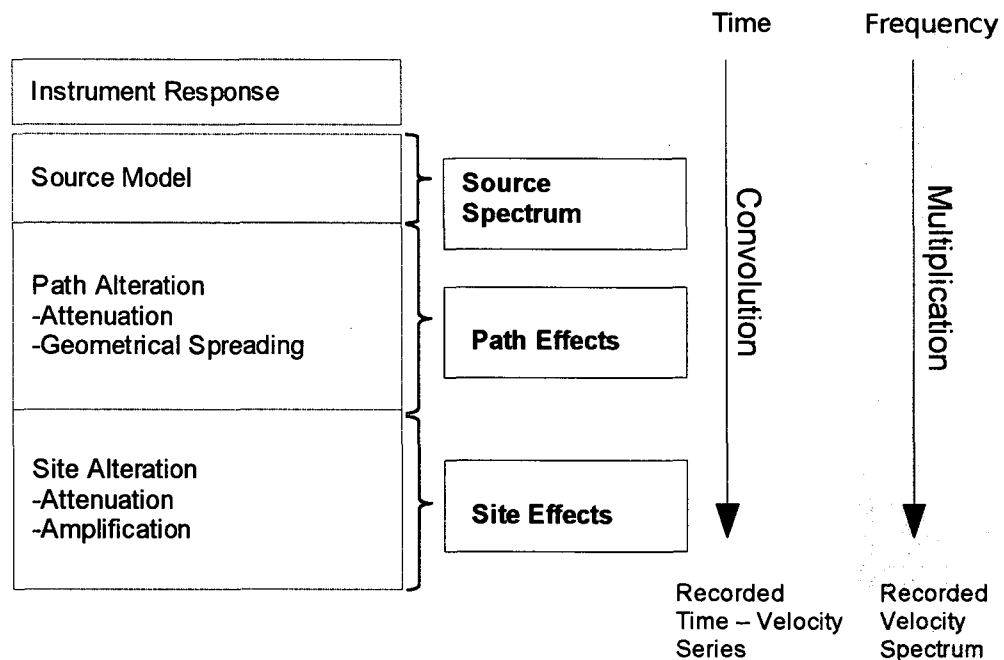 Time
Frequency
Instrument Response
Source Model
Source
Spectrum
Path Alteration
-Attenuation
-Geometrical Spreading
Path Effects
Site Alteration
-Attenuation
-Amplification
Site Effects
Convolution
Multiplication
Recorded
Time – Velocity
Series
Recorded
Velocity
Spectrum